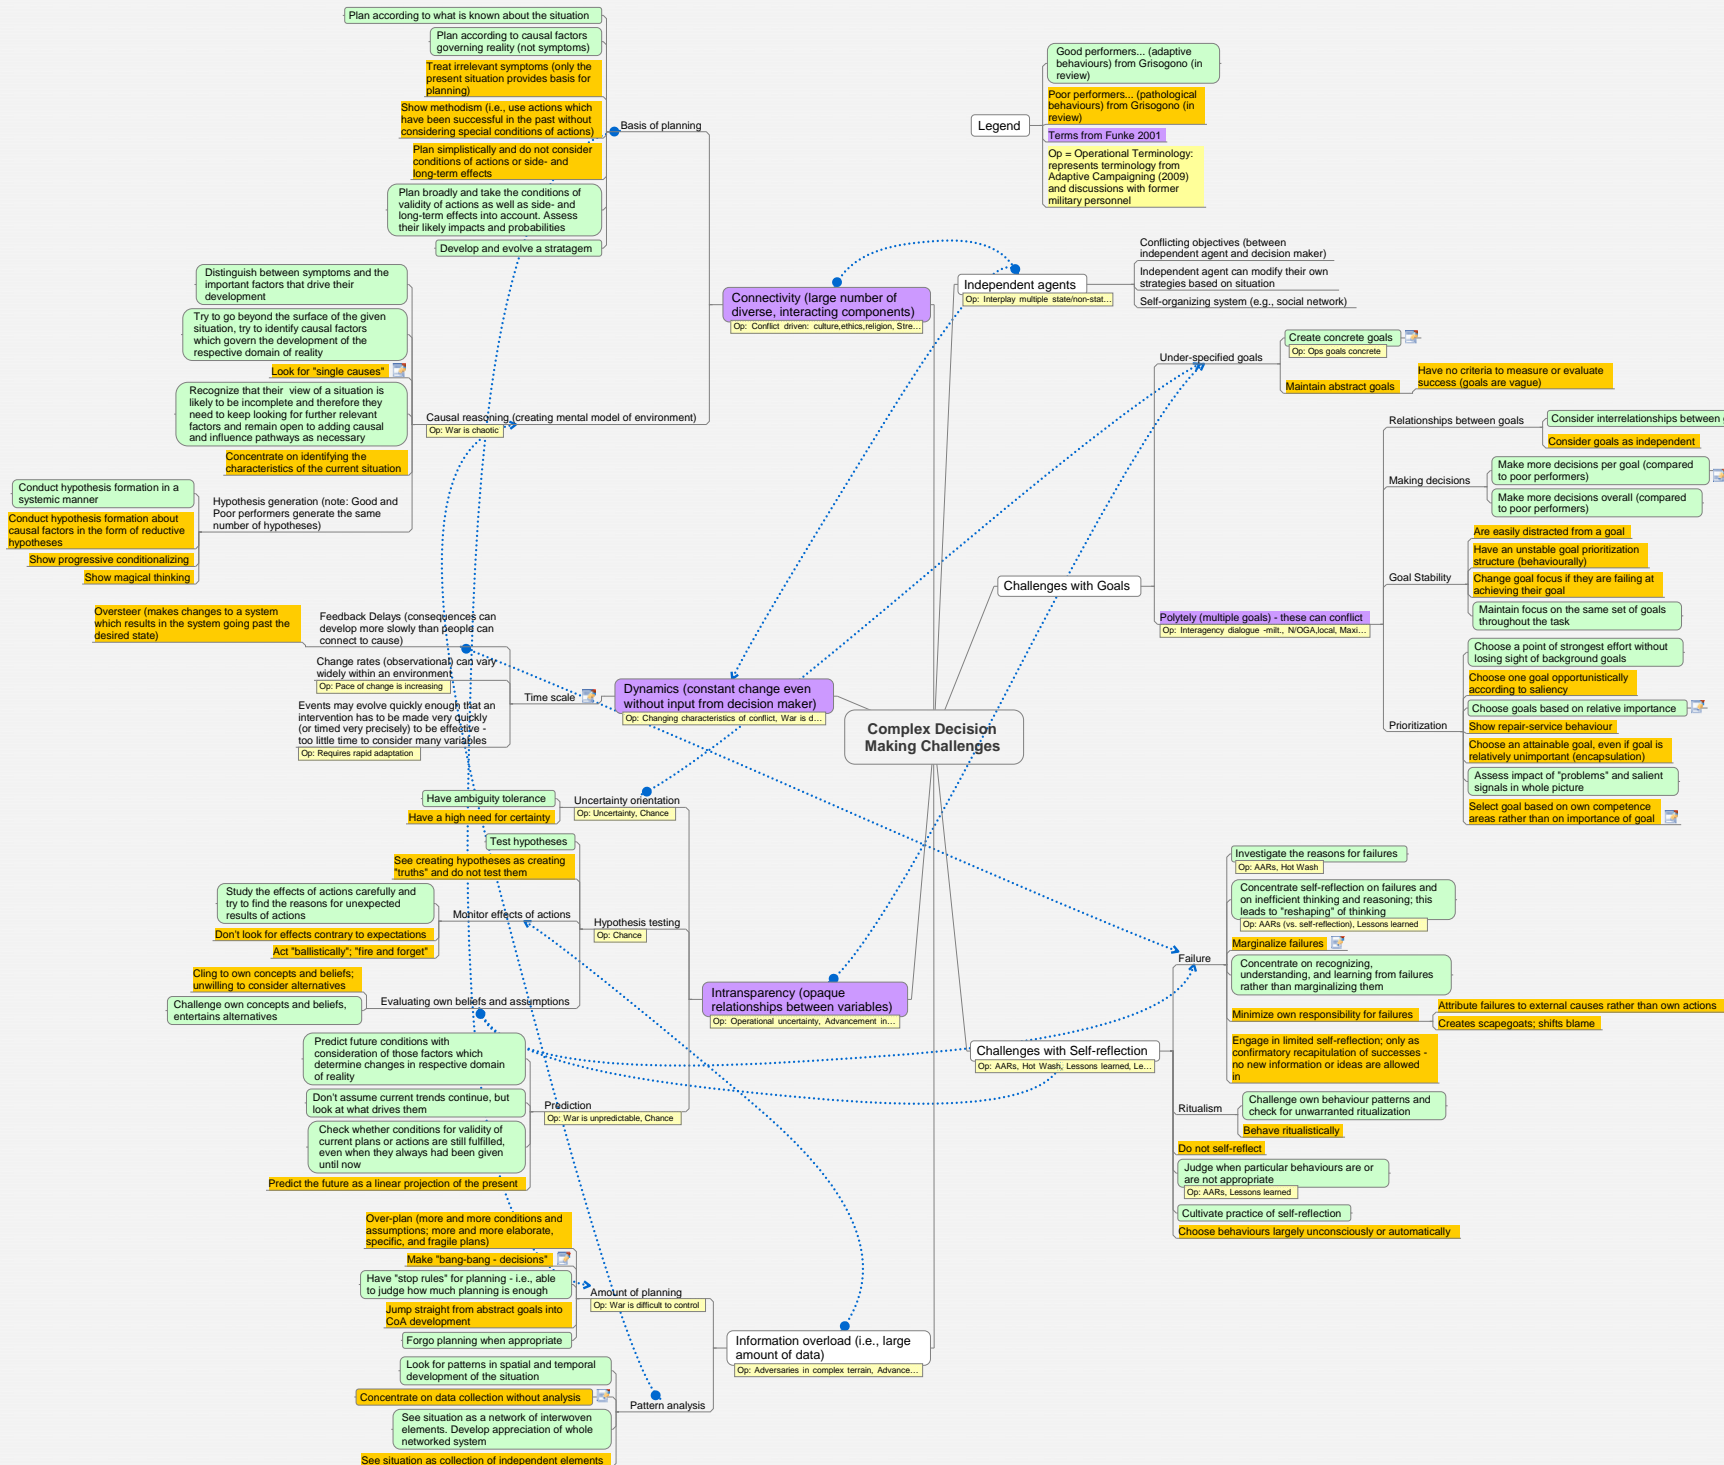 Plan according to what is known about the situation
Plan according to causal factors
governing reality (not symptoms)
Treat irrelevant symptoms (only the
present situation provides basis for
planning)
Show methodism (i.e., use actions which
have been successful in the past without
considering special conditions of actions)
Plan simplistically and do not consider
conditions of actions or side- and
long-term effects
Plan broadly and take the conditions of
validity of actions as well as side- and
long-term effects into account. Assess
their likely impacts and probabilities
Develop and evolve a stratagem
Basis of planning
Legend
Good performers... (adaptive
behaviours) from Grisogono (in
review)
Poor performers... (pathological
behaviours) from Grisogono (in
review)
Terms from Funke 2001
Op = Operational Terminology:
represents terminology from
Adaptive Campaigning (2009)
and discussions with former
military personnel
Connectivity (large number of
diverse, interacting components)
Op: Conflict driven: culture,ethics,religion, Stre...
Independent agents
Op: Interplay multiple state/non-stat...
Conflicting objectives (between
independent agent and decision maker)
Independent agent can modify their own
strategies based on situation
Self-organizing system (e.g., social network)
Distinguish between symptoms and the
important factors that drive their
development
Try to go beyond the surface of the given
situation, try to identify causal factors
which govern the development of the
respective domain of reality
Look for "single causes"
Recognize that their view of a situation is
likely to be incomplete and therefore they
need to keep looking for further relevant
factors and remain open to adding causal
and influence pathways as necessary
Concentrate on identifying the
characteristics of the current situation
Causal reasoning (creating mental model of environment)
Op: War is chaotic
Conduct hypothesis formation in a
systemic manner
Conduct hypothesis formation about
causal factors in the form of reductive
hypotheses
Show progressive conditionalizing
Show magical thinking
Hypothesis generation (note: Good and
Poor performers generate the same
number of hypotheses)
Under-specified goals
Create concrete goals
Op: Ops goals concrete
Maintain abstract goals
Have no criteria to measure or evaluate
success (goals are vague)
Relationships between goals
Consider interrelationships between
Consider goals as independent
Making decisions
Make more decisions per goal (compared
to poor performers)
Make more decisions overall (compared
to poor performers)
Goal Stability
Are easily distracted from a goal
Have an unstable goal prioritization
structure (behaviourally)
Change goal focus if they are failing at
achieving their goal
Maintain focus on the same set of goals
throughout the task
Challenges with Goals
Polytely (multiple goals) - these can conflict
Op: Interagency dialogue -milt., N/OGA,local, Maxi...
Prioritization
Choose a point of strongest effort without
losing sight of background goals
Choose one goal opportunistically
according to saliency
Choose goals based on relative importance
Show repair-service behaviour
Choose an attainable goal, even if goal is
relatively unimportant (encapsulation)
Assess impact of "problems" and salient
signals in whole picture
Select goal based on own competence
areas rather than on importance of goal
Oversteer (makes changes to a system
which results in the system going past the
desired state)
Feedback Delays (consequences can
develop more slowly than people can
connect to cause)
Change rates (observational) can vary
widely within an environment
Op: Pace of change is increasing
Events may evolve quickly enough that an
intervention has to be made very quickly
(or timed very precisely) to be effective -
too little time to consider many variables
Op: Requires rapid adaptation
Time scale
Dynamics (constant change even
without input from decision maker)
Op: Changing characteristics of conflict, War is d...
Complex Decision
Making Challenges
Have ambiguity tolerance
Have a high need for certainty
Uncertainty orientation
Op: Uncertainty, Chance
Test hypotheses
See creating hypotheses as creating
"truths" and do not test them
Study the effects of actions carefully and
try to find the reasons for unexpected
results of actions
Don't look for effects contrary to expectations
Act "ballistically"; "fire and forget"
Monitor effects of actions
Hypothesis testing
Op: Chance
Cling to own concepts and beliefs;
unwilling to consider alternatives
Challenge own concepts and beliefs,
entertains alternatives
Evaluating own beliefs and assumptions
Intransparency (opaque
relationships between variables)
Op: Operational uncertainty, Advancement in...
Predict future conditions with
consideration of those factors which
determine changes in respective domain
of reality
Don't assume current trends continue, but
look at what drives them
Check whether conditions for validity of
current plans or actions are still fulfilled,
even when they always had been given
until now
Predict the future as a linear projection of the present
Prediction
Op: War is unpredictable, Chance
Failure
Investigate the reasons for failures
Op: AARs, Hot Wash
Concentrate self-reflection on failures and
on inefficient thinking and reasoning; this
leads to "reshaping" of thinking
Op: AARs (vs. self-reflection), Lessons learned
Marginalize failures
Concentrate on recognizing,
understanding, and learning from failures
rather than marginalizing them
Minimize own responsibility for failures
Attribute failures to external causes rather than own actions
Creates scapegoats; shifts blame
Engage in limited self-reflection; only as
confirmatory recapitulation of successes -
no new information or ideas are allowed
in
Challenges with Self-reflection
Op: AARs, Hot Wash, Lessons learned, Le...
Ritualism
Challenge own behaviour patterns and
check for unwarranted ritualization
Behave ritualistically
Do not self-reflect
Judge when particular behaviours are or
are not appropriate
Op: AARs, Lessons learned
Cultivate practice of self-reflection
Choose behaviours largely unconsciously or automatically
Over-plan (more and more conditions and
assumptions; more and more elaborate,
specific, and fragile plans)
Make "bang-bang - decisions"
Have "stop rules" for planning - i.e., able
to judge how much planning is enough
Jump straight from abstract goals into
CoA development
Forgo planning when appropriate
Amount of planning
Op: War is difficult to control
Information overload (i.e., large
amount of data)
Op: Adversaries in complex terrain, Advance...
Look for patterns in spatial and temporal
development of the situation
Concentrate on data collection without analysis
See situation as a network of interwoven
elements. Develop appreciation of whole
networked system
See situation as collection of independent elements
Pattern analysis